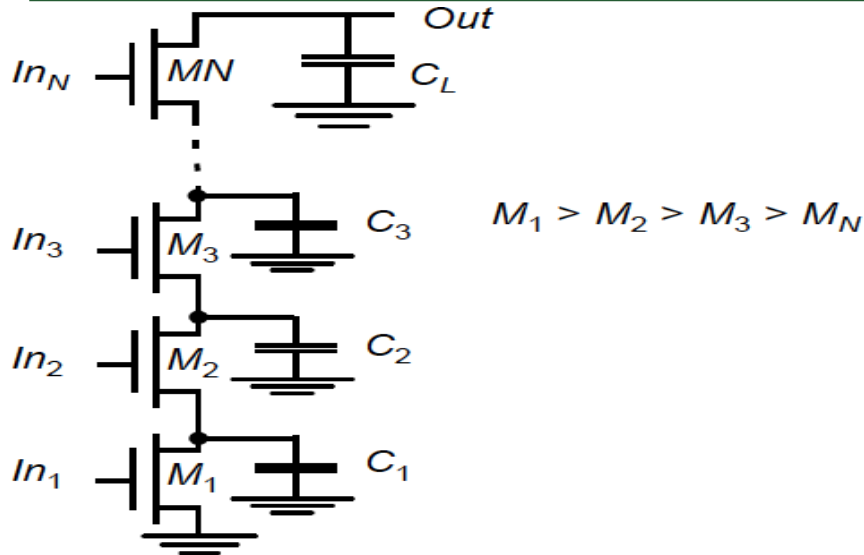 Out
In_N MN C_L
In_3 M_3 C_3 M_1 > M_2 > M_3 > M_N
In_2 M_2 C_2
In_1 M_1 C_1